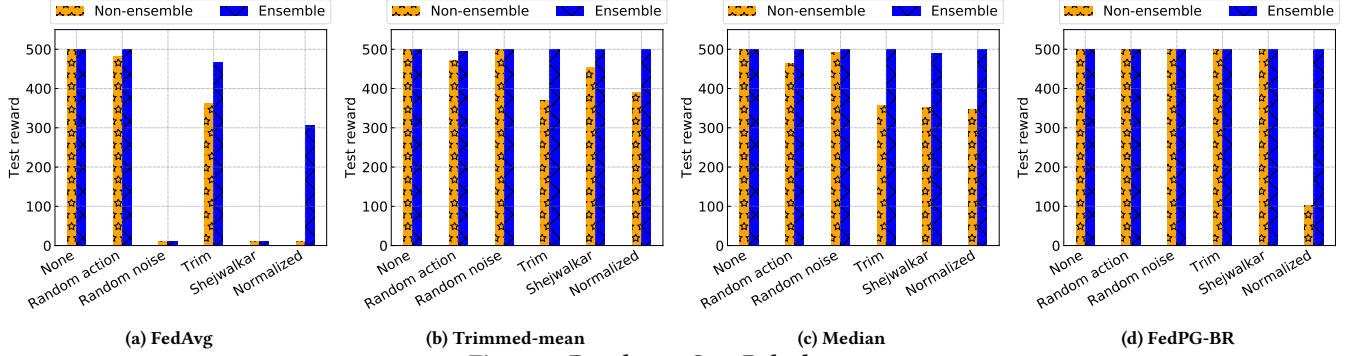 Non-ensemble Ensemble
Test reward
500
400
300
200
100
0
None
Random action
Random noise
Trim
Shejwalkar
Normalized
(a) FedAvg
Non-ensemble Ensemble
Test reward
500
400
300
200
100
0
None
Random action
Random noise
Trim
Shejwalkar
Normalized
(b) Trimmed-mean
Non-ensemble Ensemble
Test reward
500
400
300
200
100
0
None
Random action
Random noise
Trim
Shejwalkar
Normalized
(c) Median
Non-ensemble Ensemble
Test reward
500
400
300
200
100
0
None
Random action
Random noise
Trim
Shejwalkar
Normalized
(d) FedPG-BR